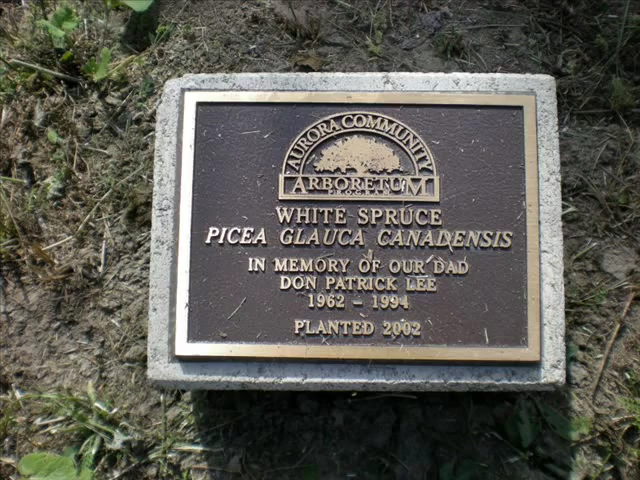 AURORA COMMUNITY
ARBORETUM
WHITE SPRUCE
PICEA GLAUCA CANADENSIS
IN MEMORY OF OUR DAD
DON PATRICK LEE
1962 - 1994
PLANTED 2002